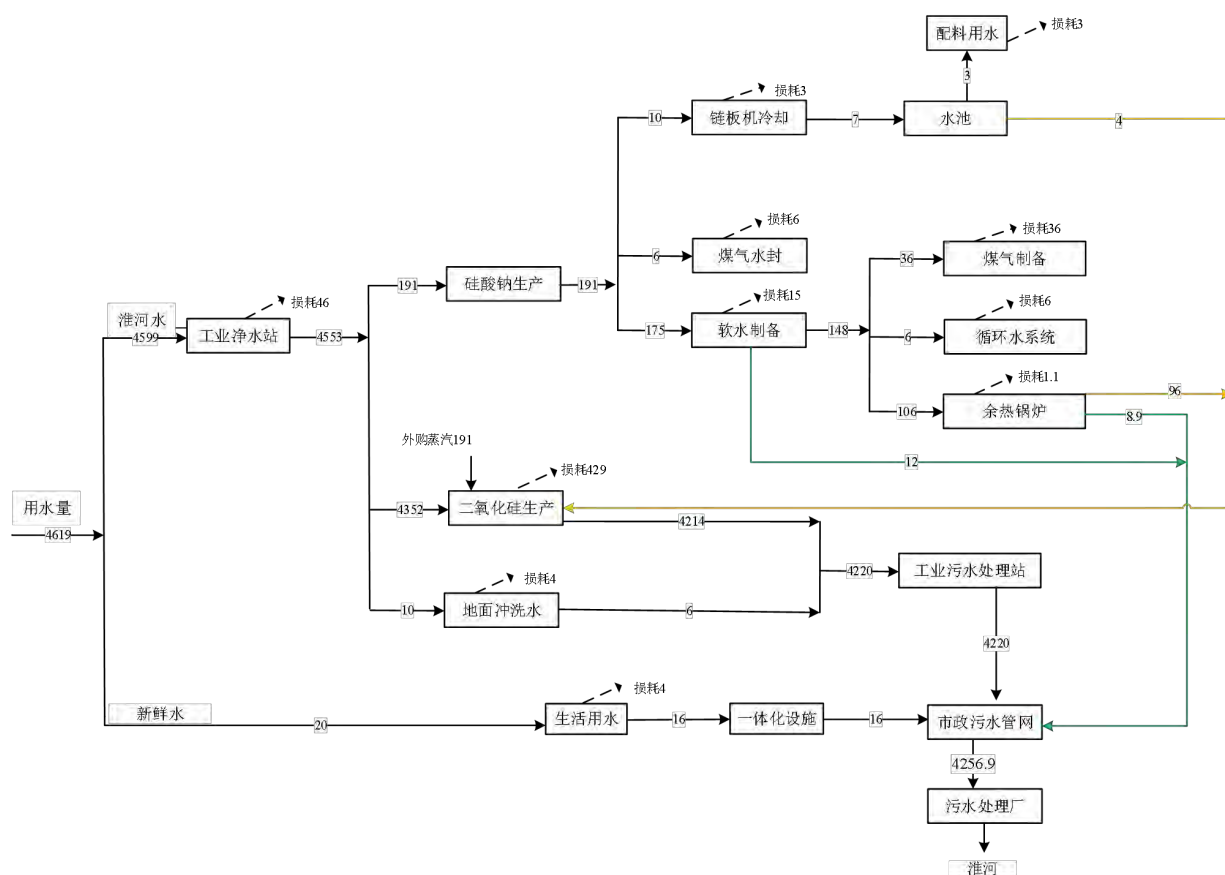 配料用水
损耗3
3
损耗3
10
链板机冷却
7
水池
4
损耗6
6
煤气水封
损耗36
36
煤气制备
191
硅酸钠生产
191
损耗15
175
软水制备
148
损耗6
6
循环水系统
淮河水
4599
损耗46
工业净水站
4553
损耗1.1
106
余热锅炉
96
8.9
12
外购蒸汽191
损耗429
4352
二氧化硅生产
4214
用水量
4619
4220
工业污水处理站
损耗4
10
地面冲洗水
6
4220
新鲜水
20
损耗4
生活用水
16
一体化设施
16
市政污水管网
4256.9
污水处理厂
淮河